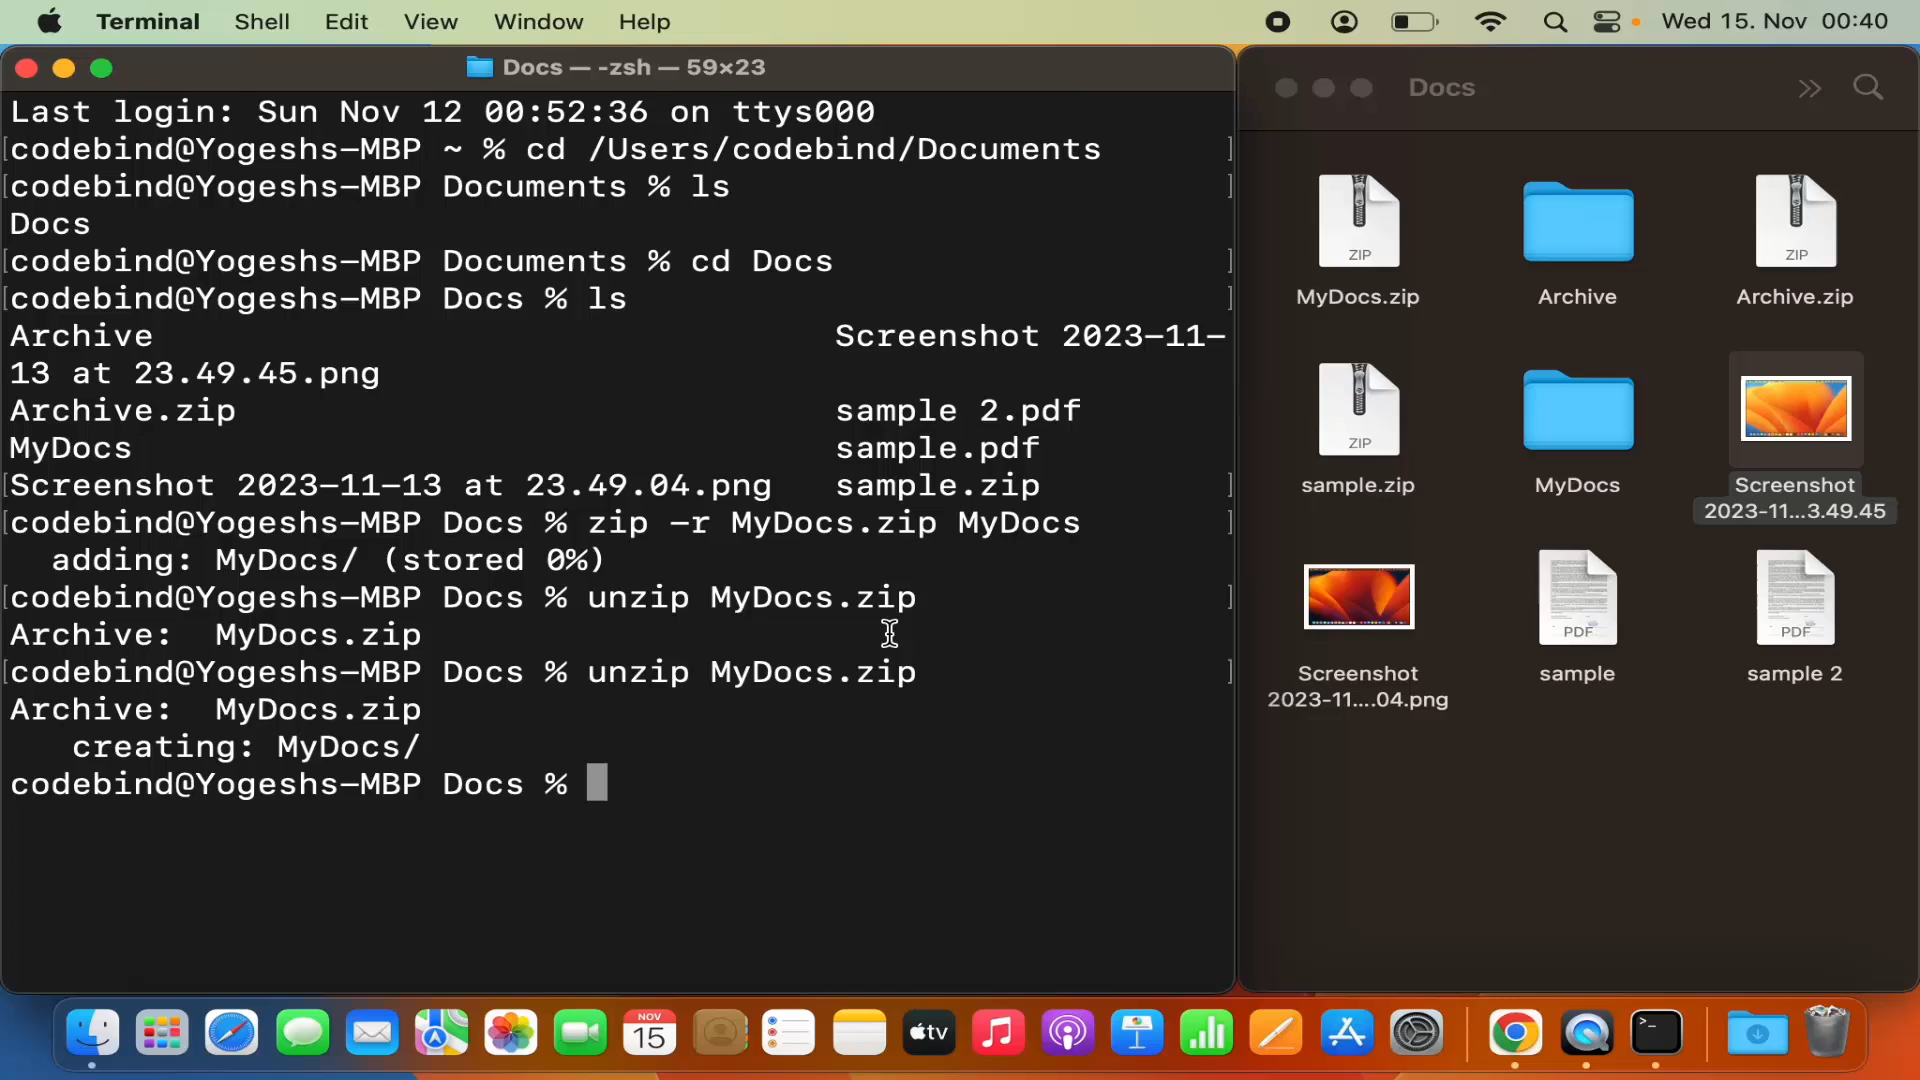 Terminal Shell Edit View Window Help Wed 15. Nov 00:40
Docs — -zsh — 59×23
Last login: Sun Nov 12 00:52:36 on ttys000
[codebind@Yogeshs-MBP ~ % cd /Users/codebind/Documents ]
[codebind@Yogeshs-MBP Documents % ls ]
Docs
[codebind@Yogeshs-MBP Documents % cd Docs ]
[codebind@Yogeshs-MBP Docs % ls ]
Archive Screenshot 2023-11-
13 at 23.49.45.png
Archive.zip sample 2.pdf
MyDocs sample.pdf
[Screenshot 2023-11-13 at 23.49.04.png sample.zip ]
[codebind@Yogeshs-MBP Docs % zip -r MyDocs.zip MyDocs ]
adding: MyDocs/ (stored 0%)
[codebind@Yogeshs-MBP Docs % unzip MyDocs.zip ]
Archive: MyDocs.zip
[codebind@Yogeshs-MBP Docs % unzip MyDocs.zip ]
Archive: MyDocs.zip
creating: MyDocs/
codebind@Yogeshs-MBP Docs %
Docs
ZIP ZIP
MyDocs.zip Archive Archive.zip
ZIP
sample.zip MyDocs Screenshot
2023-11...3.49.45
PDF PDF
Screenshot sample sample 2
2023-11....04.png
NOV
15
tv
>_